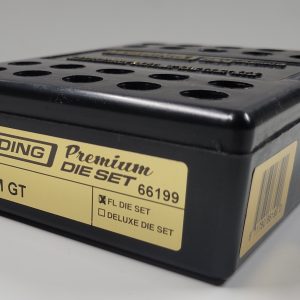 DING Premium
DIE SET 66199
M GT
☒ FL DIE SET
☐ DELUXE DIE SET